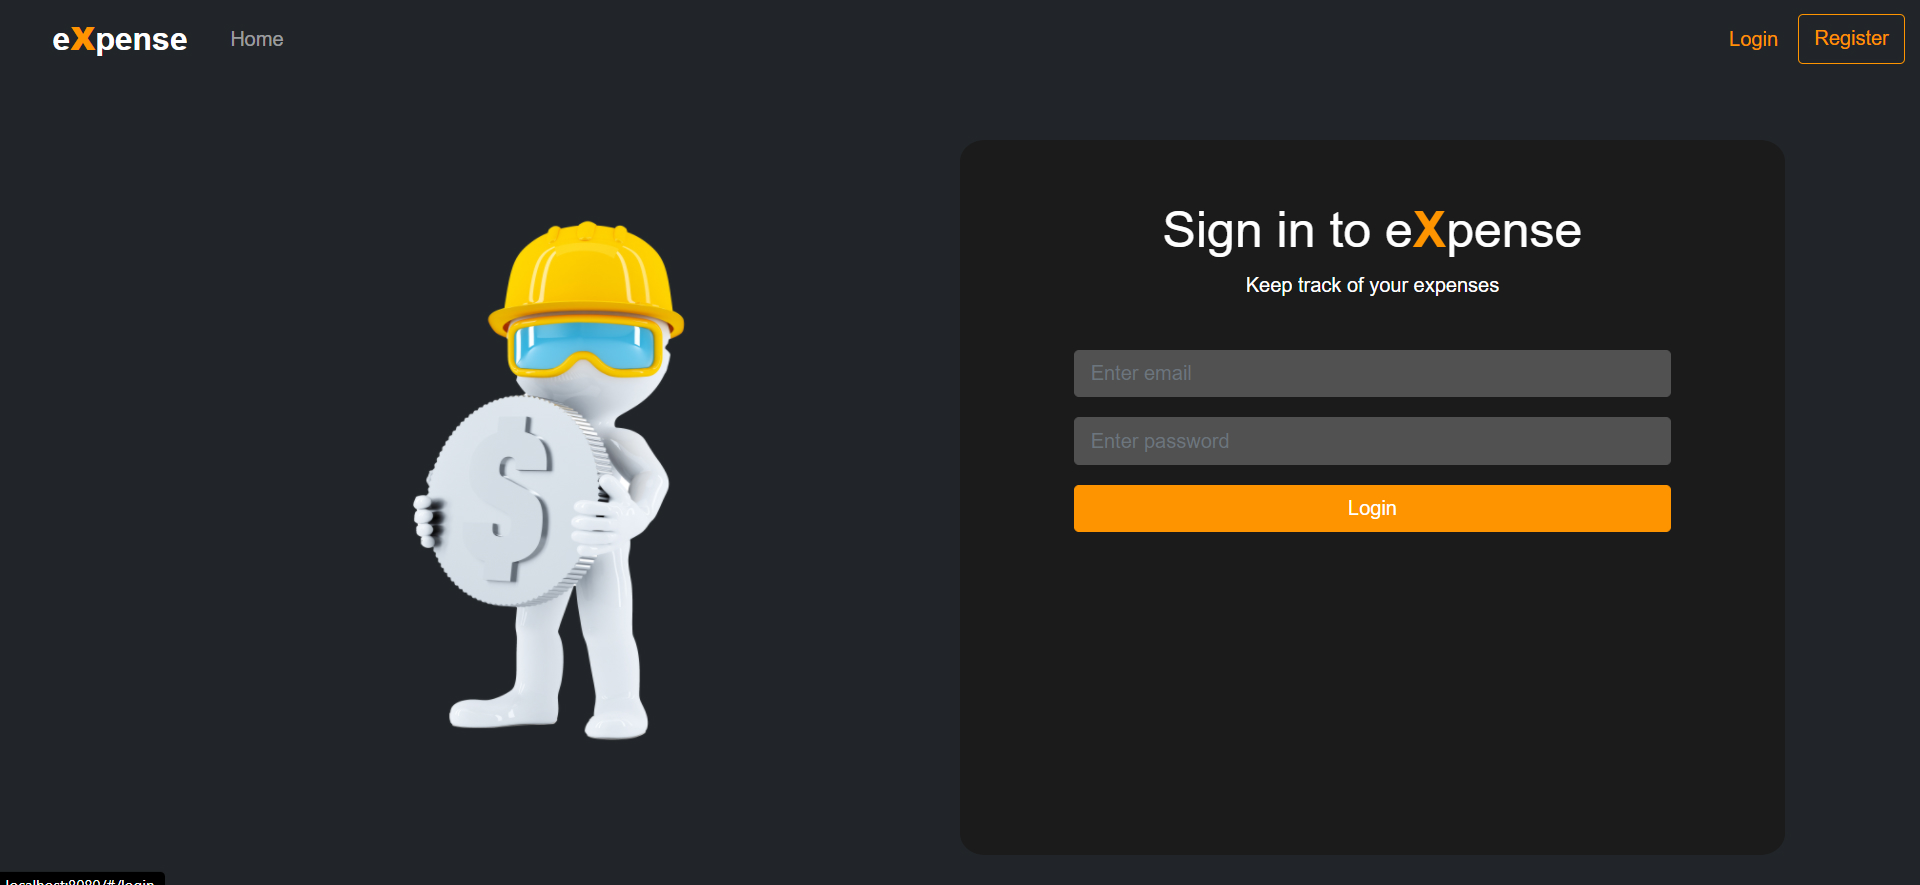 eXpense Home Login Register
Sign in to eXpense
Keep track of your expenses
Enter email
Enter password
Login
$
localhost:8080/#/login